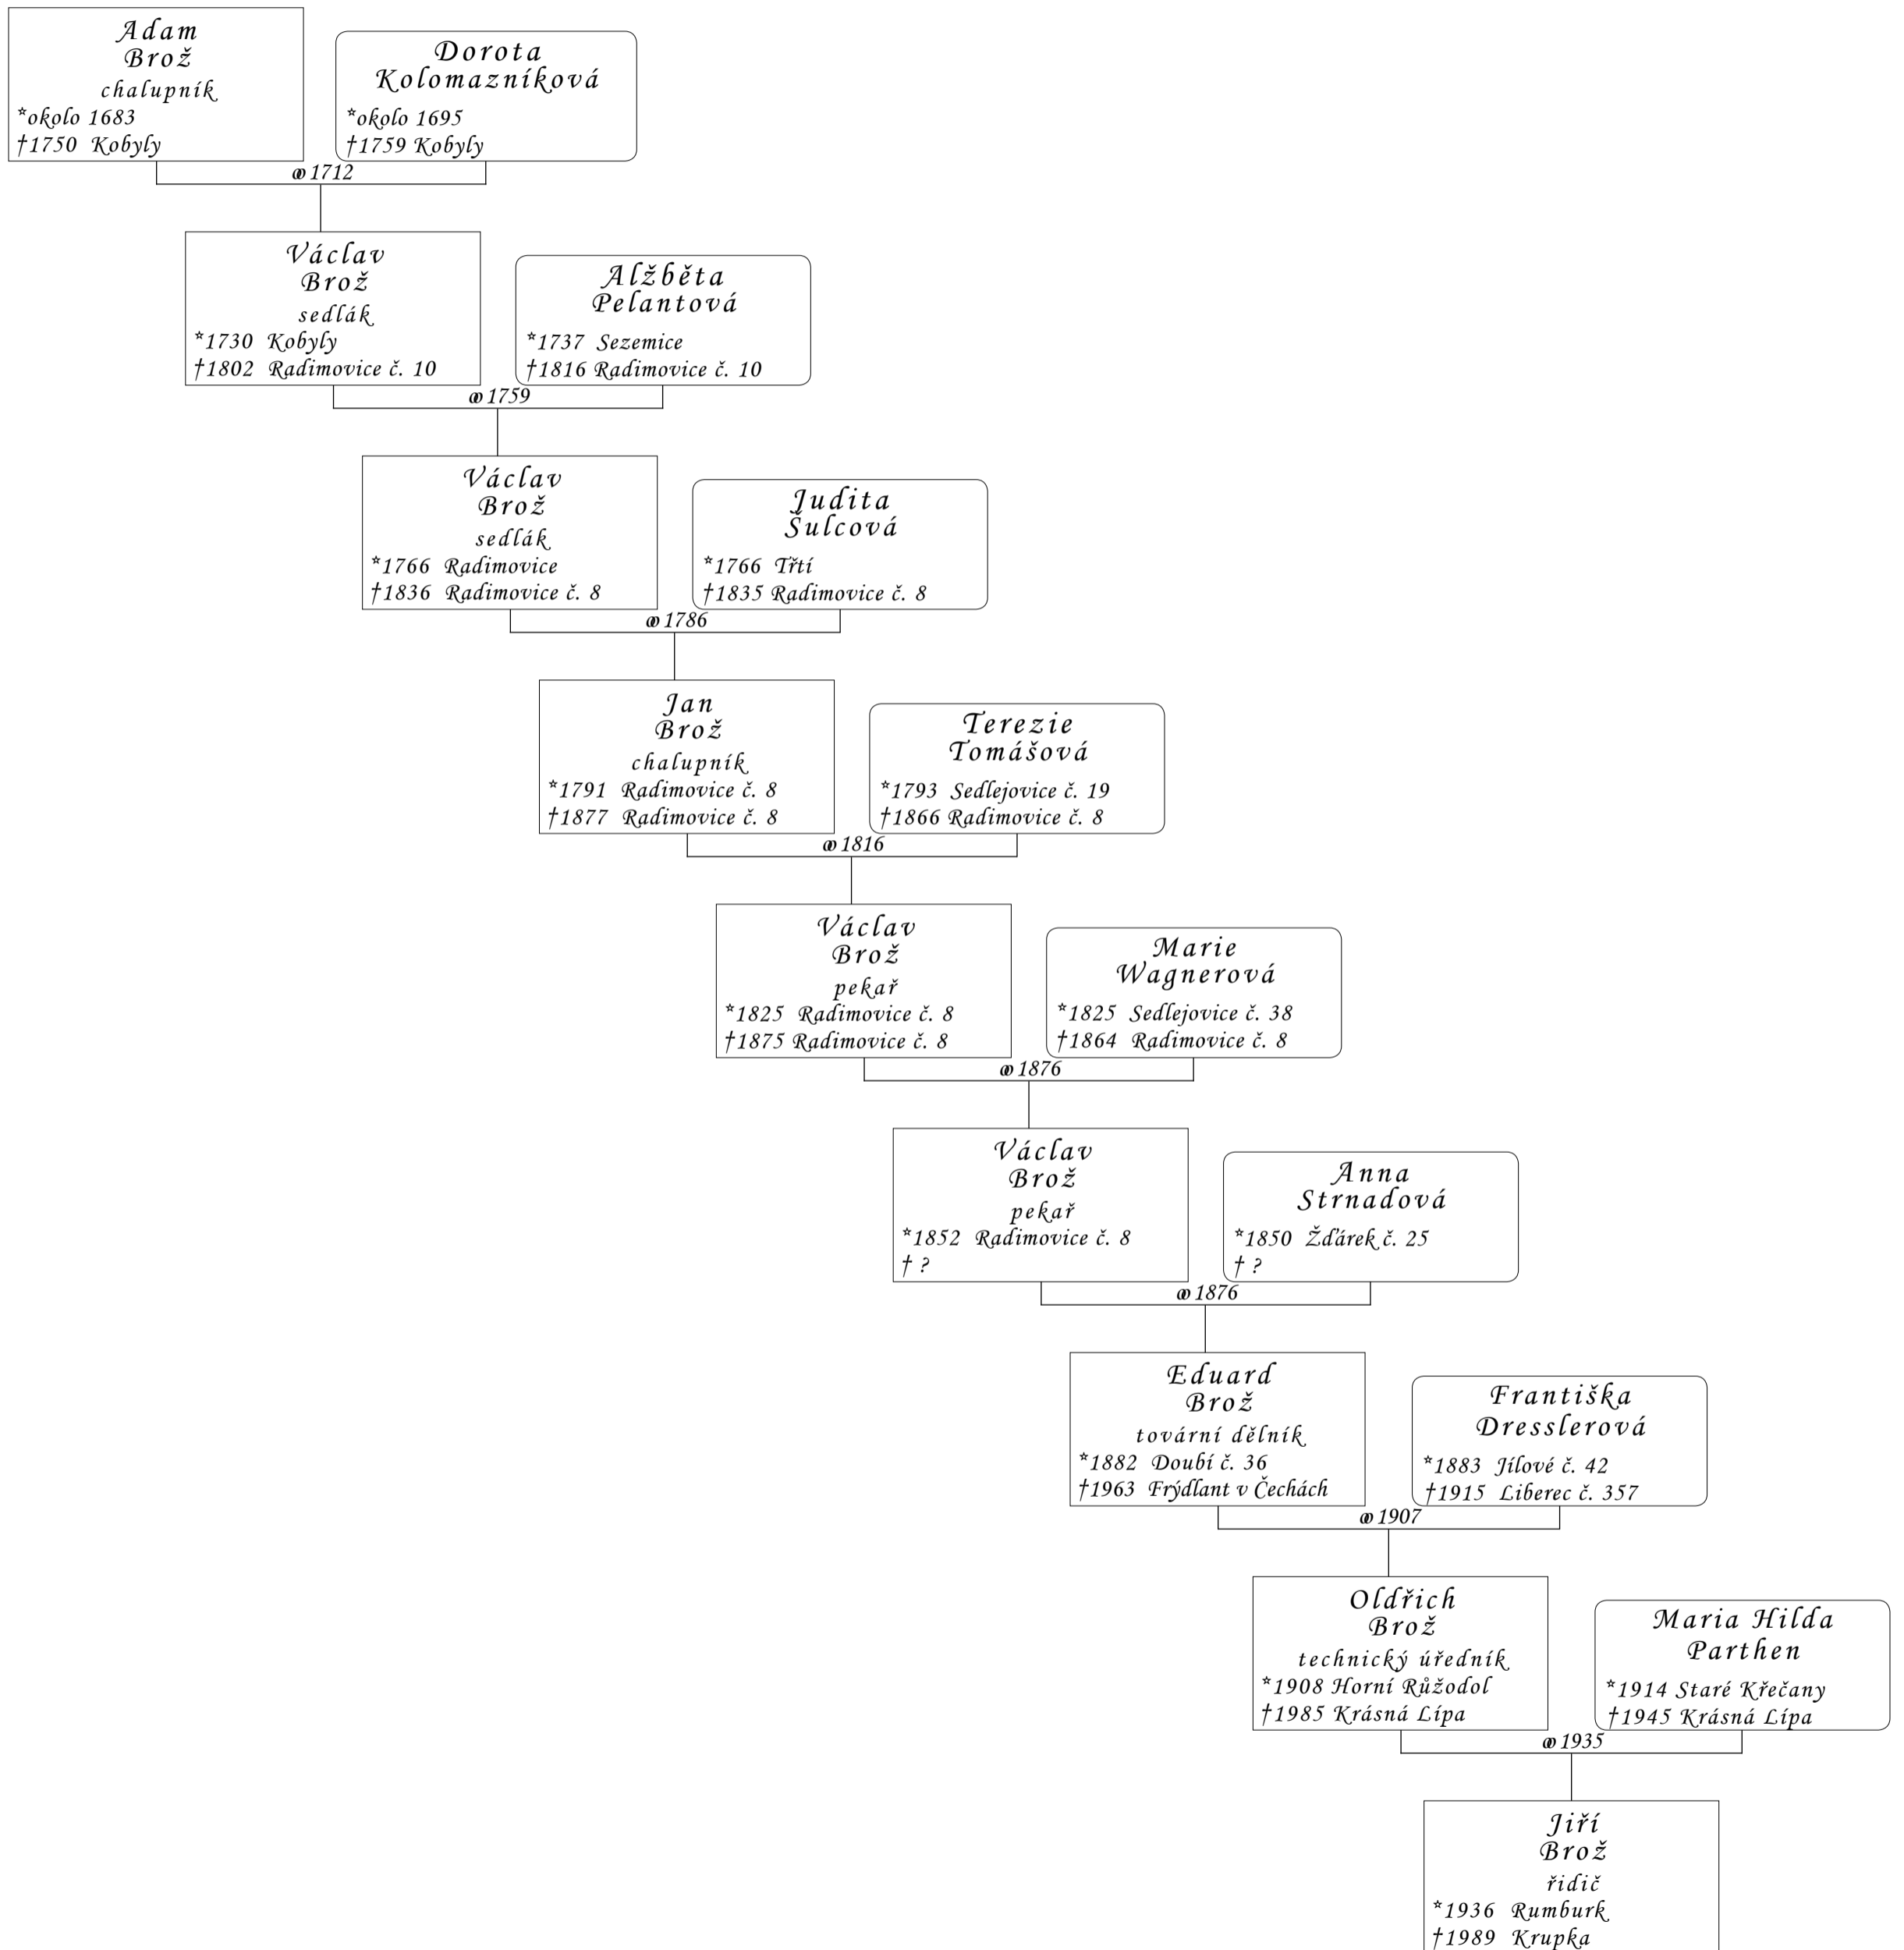 Adam
Brož
chalupník
*okolo 1683
†1750 Kobyly
Dorota
Kolomazníková
*okolo 1695
†1759 Kobyly
⚭ 1712
Václav
Brož
sedlák
*1730 Kobyly
†1802 Radimovice č. 10
Alžběta
Pelantová
*1737 Sezemice
†1816 Radimovice č. 10
⚭ 1759
Václav
Brož
sedlák
*1766 Radimovice
†1836 Radimovice č. 8
Judita
Šulcová
*1766 Třtí
†1835 Radimovice č. 8
⚭ 1786
Jan
Brož
chalupník
*1791 Radimovice č. 8
†1877 Radimovice č. 8
Terezie
Tomášová
*1793 Sedlejovice č. 19
†1866 Radimovice č. 8
⚭ 1816
Václav
Brož
pekař
*1825 Radimovice č. 8
†1875 Radimovice č. 8
Marie
Wagnerová
*1825 Sedlejovice č. 38
†1864 Radimovice č. 8
⚭ 1876
Václav
Brož
pekař
*1852 Radimovice č. 8
† ?
Anna
Strnadová
*1850 Žďárek č. 25
† ?
⚭ 1876
Eduard
Brož
tovární dělník
*1882 Doubí č. 36
†1963 Frýdlant v Čechách
Františka
Dresslerová
*1883 Jílové č. 42
†1915 Liberec č. 357
⚭ 1907
Oldřich
Brož
technický úředník
*1908 Horní Růžodol
†1985 Krásná Lípa
Maria Hilda
Parthen
*1914 Staré Křečany
†1945 Krásná Lípa
⚭ 1935
Jiří
Brož
řidič
*1936 Rumburk
†1989 Krupka